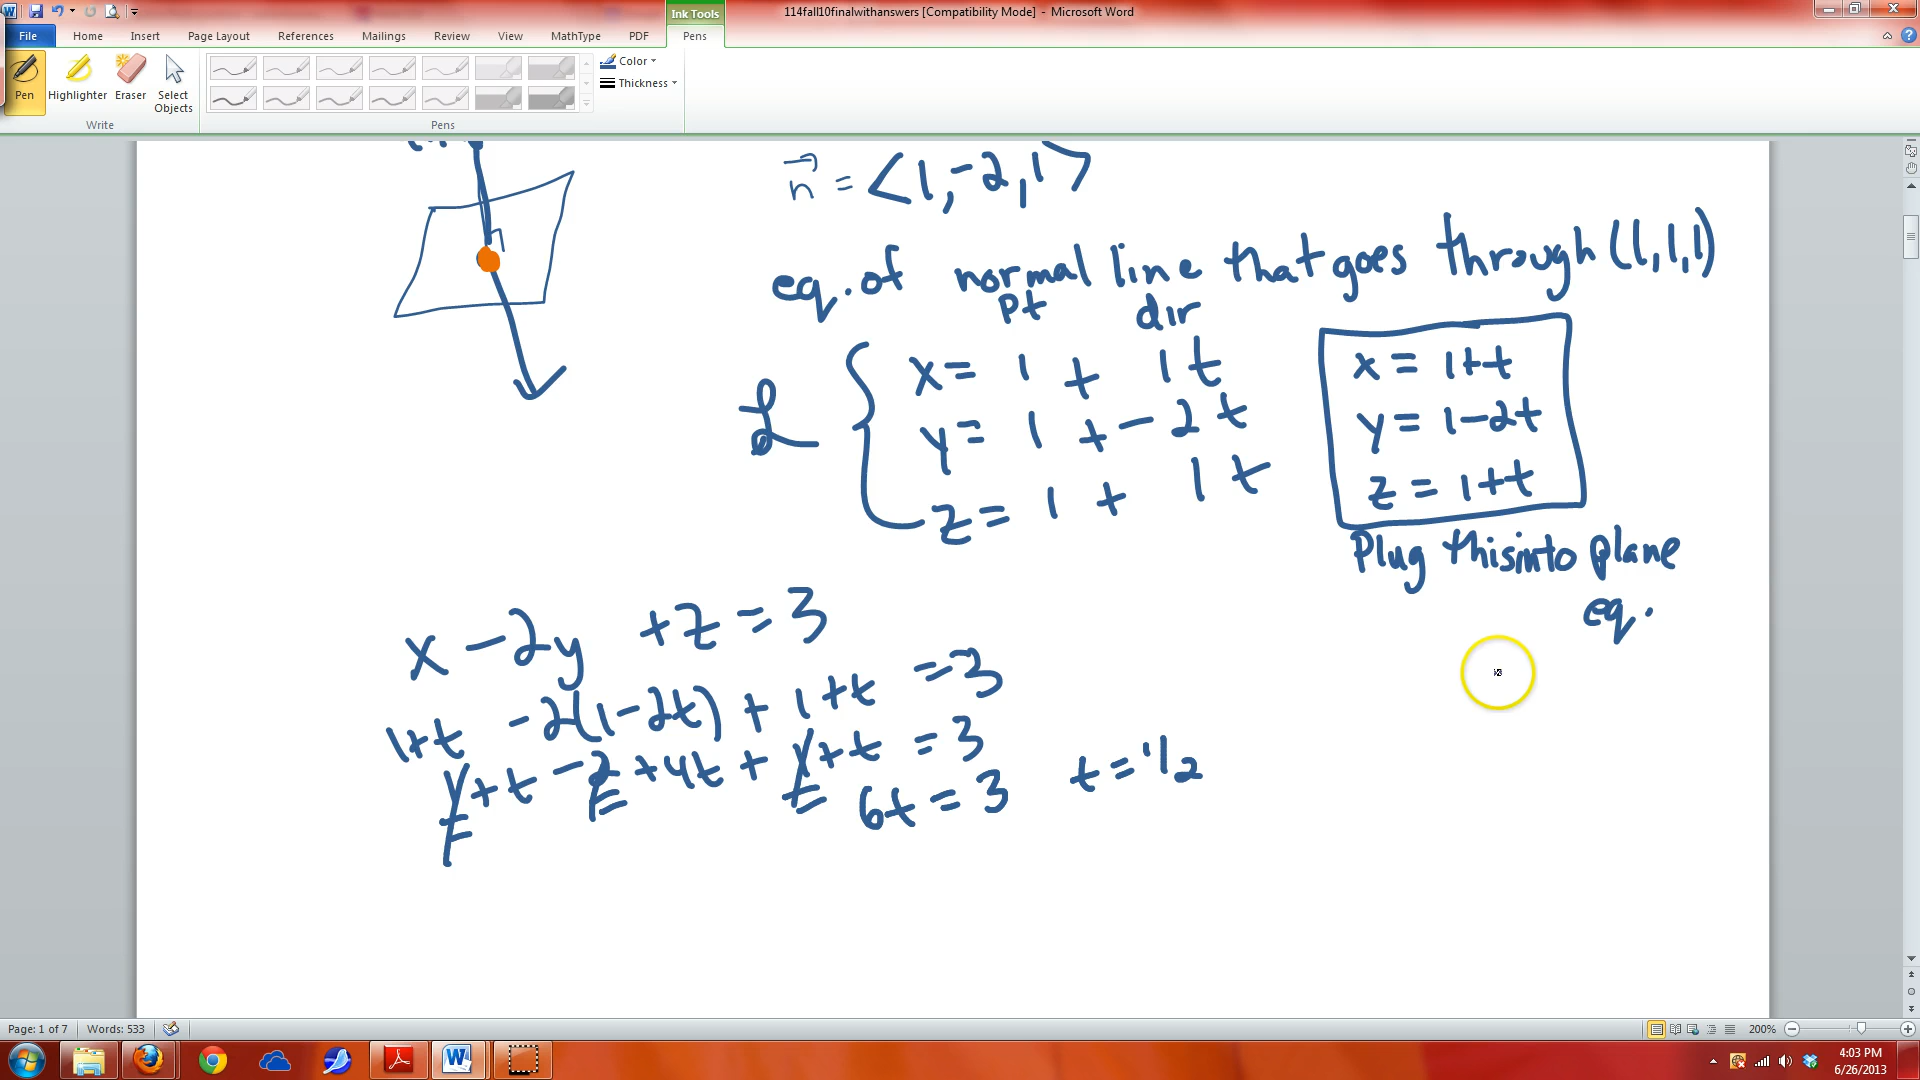 Ink Tools
114fall10finalwithanswers [Compatibility Mode] - Microsoft Word
File Home Insert Page Layout References Mailings Review View MathType PDF Pens
Pen Highlighter Eraser Select Objects
Color
Thickness
Write Pens
n = <1,-2,1>
eq. of normal line that goes through (1,1,1)
pt dir
L { x = 1 + 1t
y = 1 + -2t
z = 1 + 1t
x = 1+t
y = 1-2t
z = 1+t
Plug this into plane
eq.
x - 2y + z = 3
1+t - 2(1-2t) + 1+t = 3
1+t - 2 + 4t + 1+t = 3
6t = 3 t = 1/2
Page: 1 of 7 Words: 533 200%
4:03 PM
6/26/2013